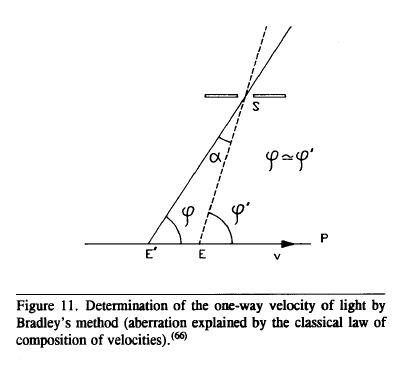 S
α
φ≃φ'
φ
φ'
E'
E
v
P
Figure 11. Determination of the one-way velocity of light by
Bradley's method (aberration explained by the classical law of
composition of velocities).(66)